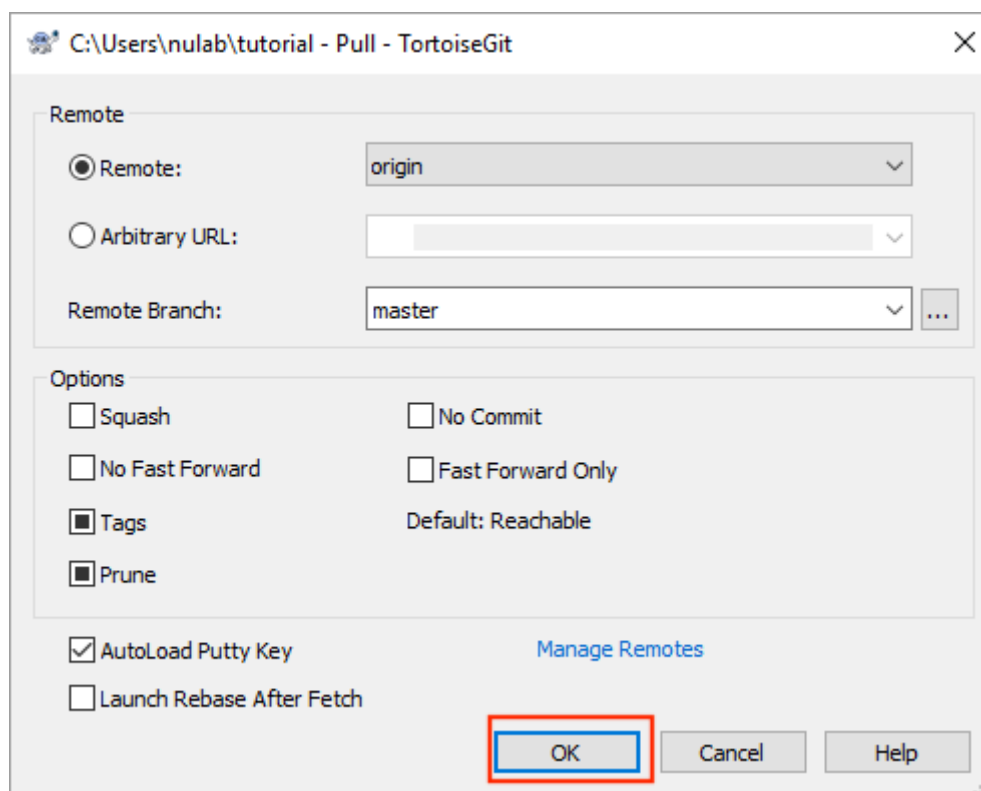 C:\Users\nulab\tutorial - Pull - TortoiseGit
Remote
Remote:
origin
Arbitrary URL:
Remote Branch:
master
...
Options
Squash
No Commit
No Fast Forward
Fast Forward Only
Tags
Default: Reachable
Prune
AutoLoad Putty Key
Manage Remotes
Launch Rebase After Fetch
OK
Cancel
Help